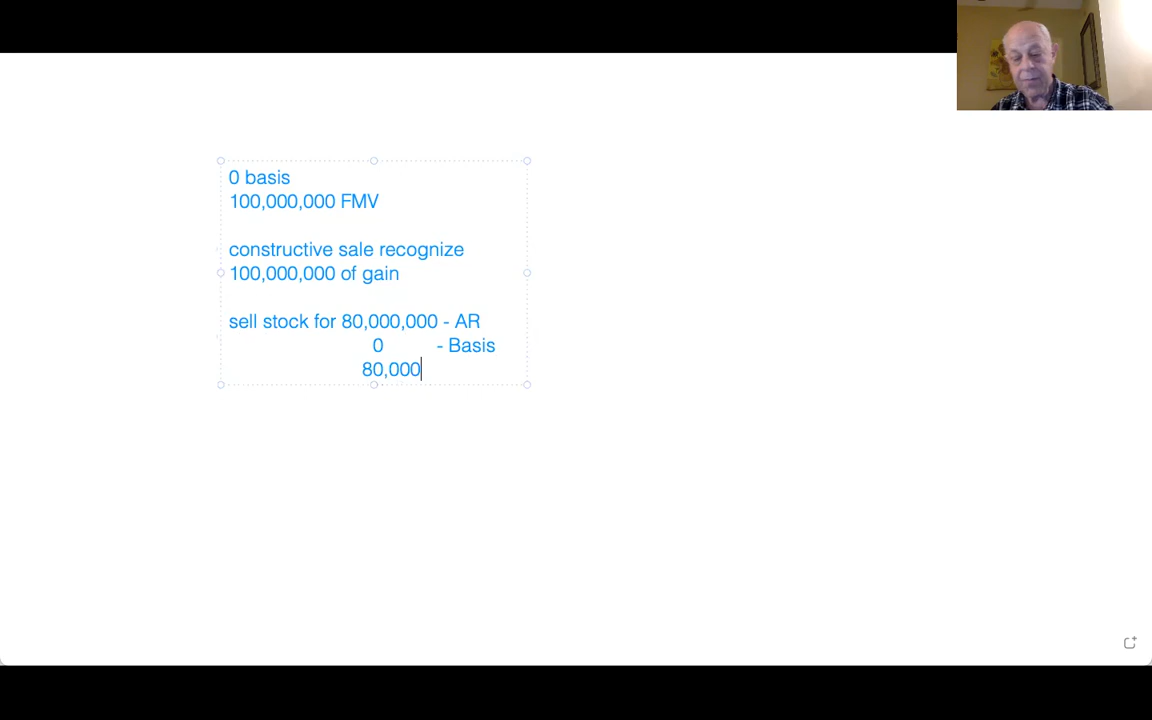 0 basis
100,000,000 FMV
constructive sale recognize
100,000,000 of gain
sell stock for 80,000,000 - AR
0 - Basis
80,000